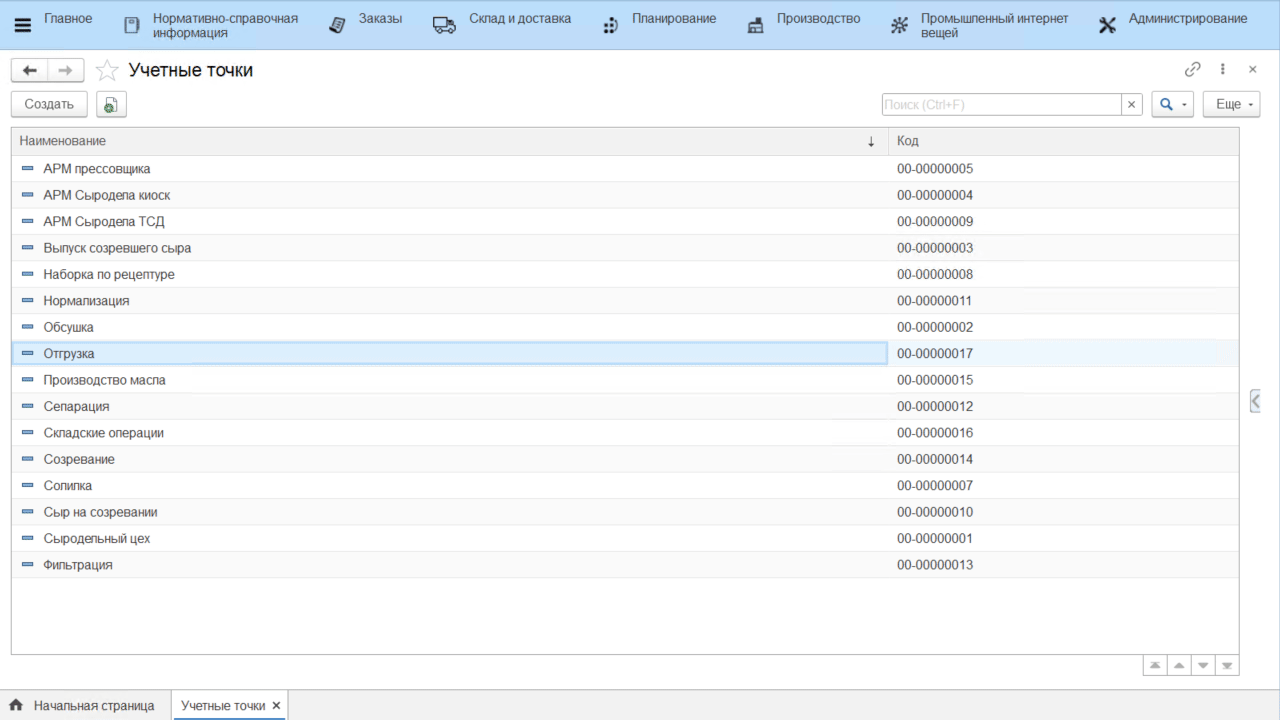 Главное
Нормативно-справочная
информация
Заказы
Склад и доставка
Планирование
Производство
Промышленный интернет
вещей
Администрирование
Учетные точки
Создать
Поиск (Ctrl+F)
Еще
Наименование
Код
АРМ прессовщика 00-00000005
АРМ Сыродела киоск 00-00000004
АРМ Сыродела ТСД 00-00000009
Выпуск созревшего сыра 00-00000003
Наборка по рецептуре 00-00000008
Нормализация 00-00000011
Обсушка 00-00000002
Отгрузка 00-00000017
Производство масла 00-00000015
Сепарация 00-00000012
Складские операции 00-00000016
Созревание 00-00000014
Солилка 00-00000007
Сыр на созревании 00-00000010
Сыродельный цех 00-00000001
Фильтрация 00-00000013
Начальная страница
Учетные точки